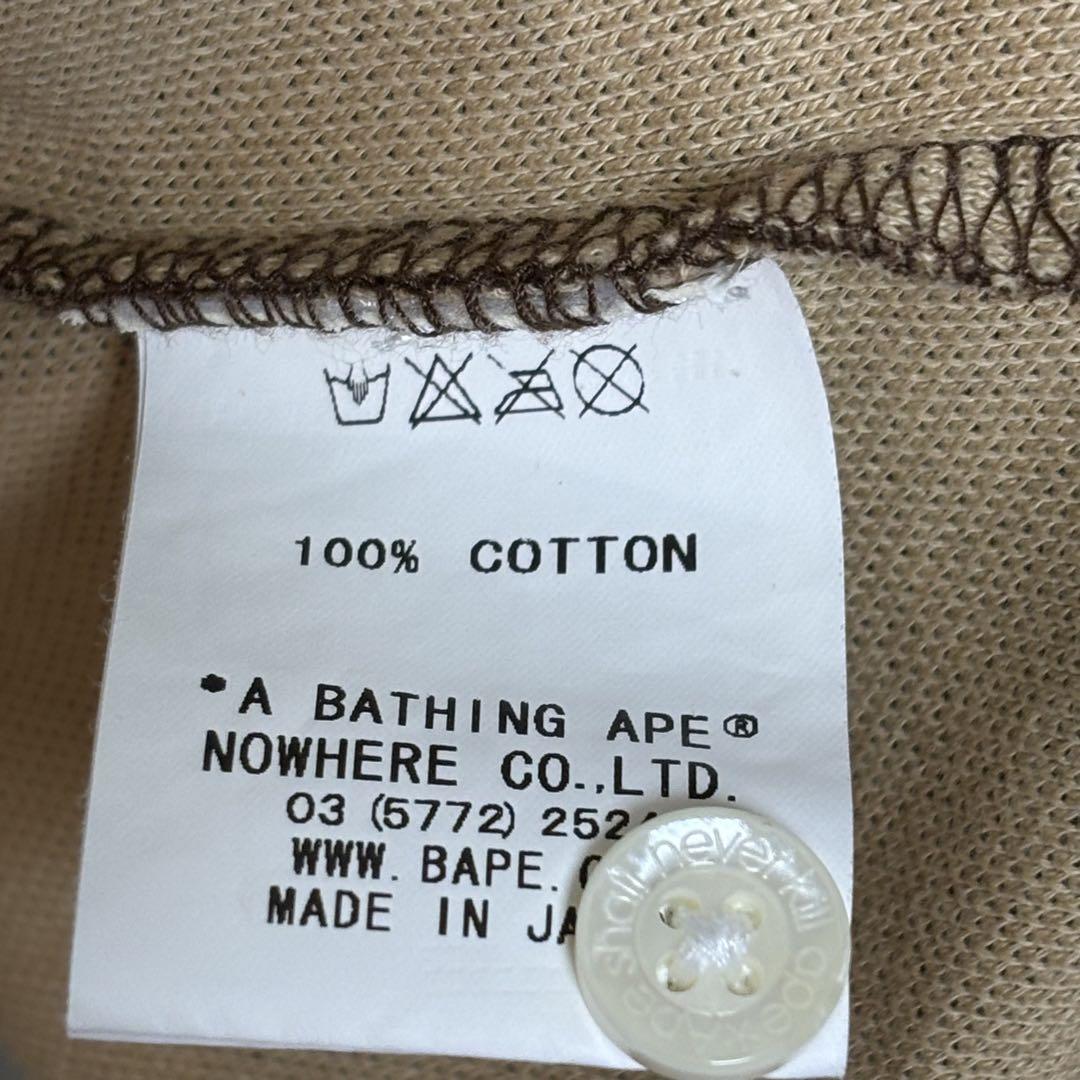 100% COTTON
*A BATHING APE®
NOWHERE CO.,LTD.
03 (5772) 252
WWW. BAPE.
MADE IN JA
ape shall never kill ape